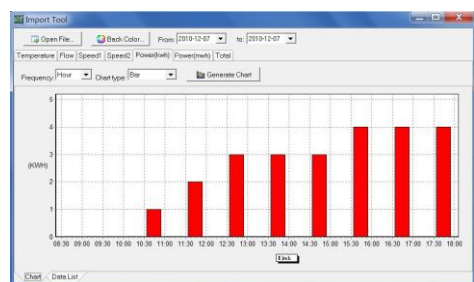 Import Tool
Open File... Back Color... From: 2010-12-07 to: 2010-12-07
Temperature Flow Speed1 Speed2 Power(kwh) Power(mwh) Total
Frequency: Hour Chart type: Bar Generate Chart
5
4
3
(KWH)
2
1
0
08:30 09:00 09:30 10:00 10:30 11:00 11:30 12:00 12:30 13:00 13:30 14:00 14:30 15:00 15:30 16:00 16:30 17:00 17:30 18:00
Chart Data List